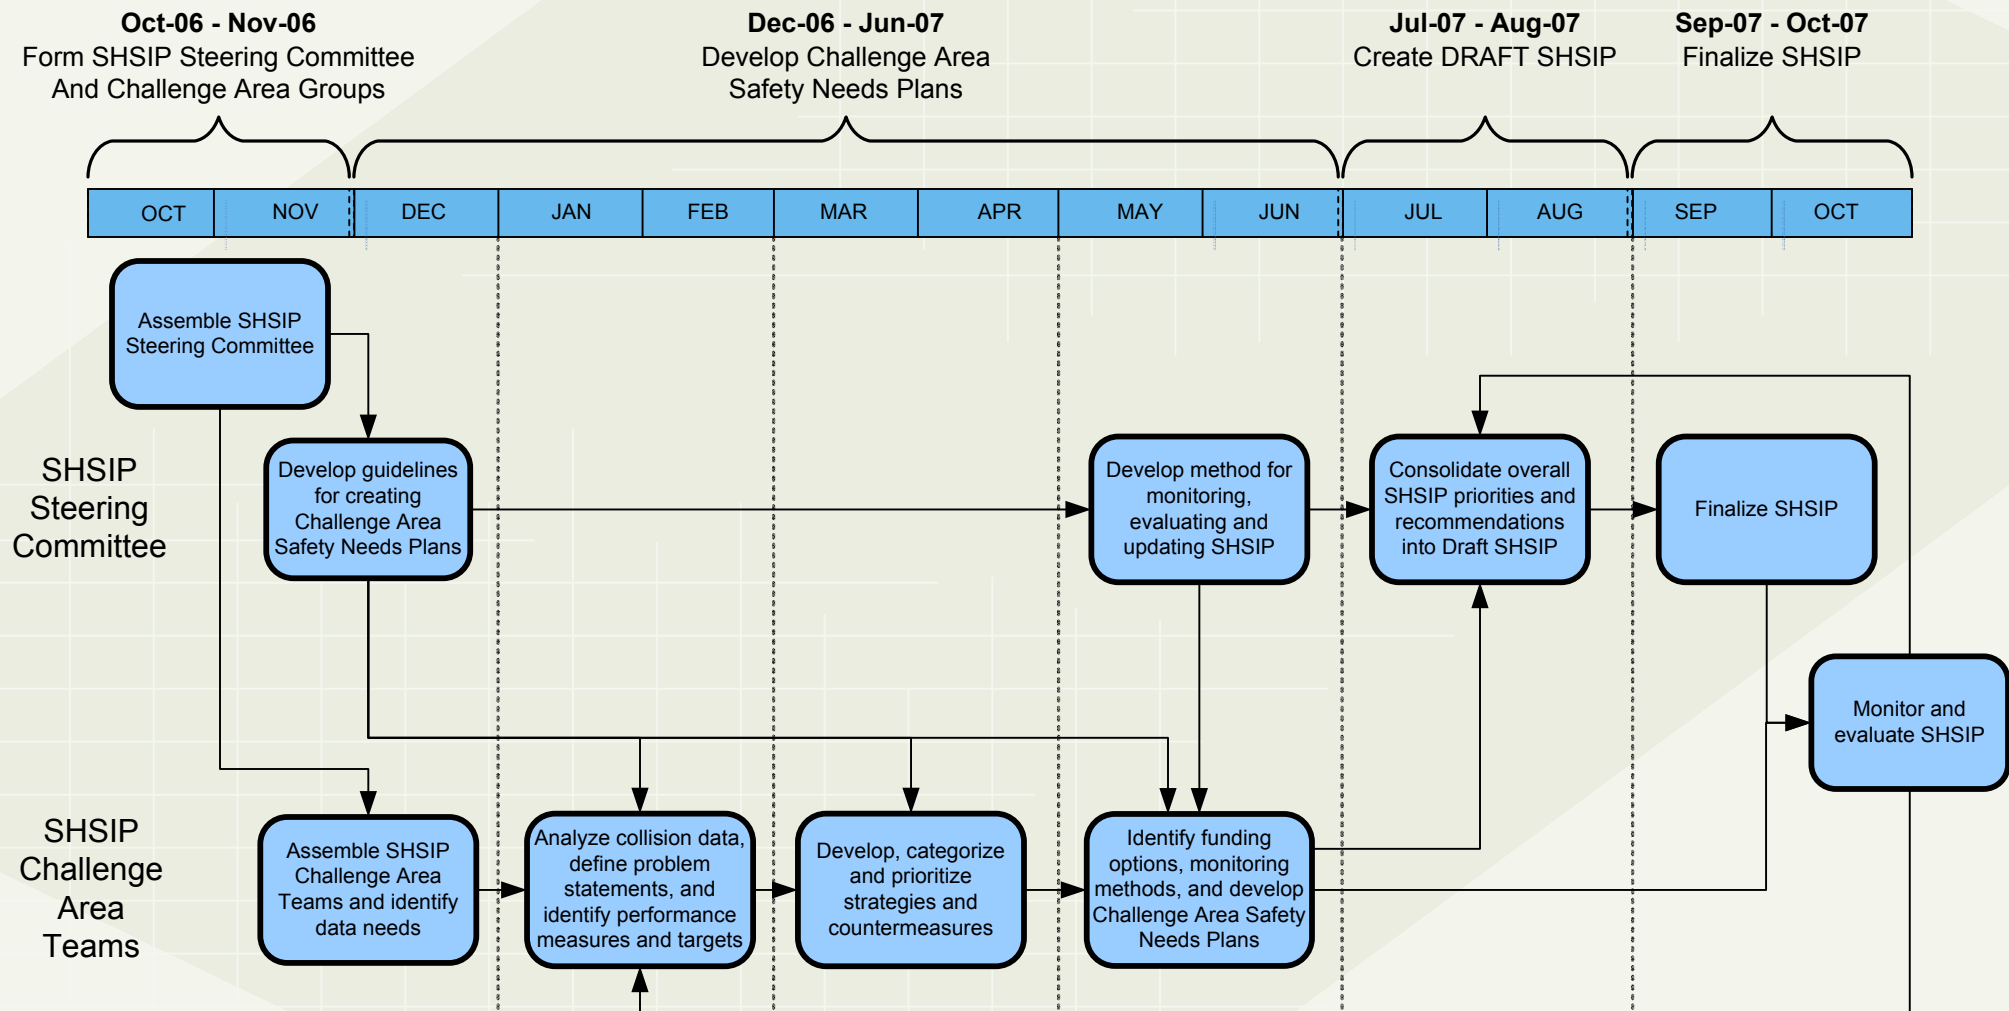 Oct-06 - Nov-06
Form SHSIP Steering Committee
And Challenge Area Groups
Dec-06 - Jun-07
Develop Challenge Area
Safety Needs Plans
Jul-07 - Aug-07
Create DRAFT SHSIP
Sep-07 - Oct-07
Finalize SHSIP
OCT
NOV
DEC
JAN
FEB
MAR
APR
MAY
JUN
JUL
AUG
SEP
OCT
Assemble SHSIP
Steering Committee
SHSIP
Steering
Committee
Develop guidelines
for creating
Challenge Area
Safety Needs Plans
Develop method for
monitoring,
evaluating and
updating SHSIP
Consolidate overall
SHSIP priorities and
recommendations
into Draft SHSIP
Finalize SHSIP
Monitor and
evaluate SHSIP
SHSIP
Challenge
Area
Teams
Assemble SHSIP
Challenge Area
Teams and identify
data needs
Analyze collision data,
define problem
statements, and
identify performance
measures and targets
Develop, categorize
and prioritize
strategies and
countermeasures
Identify funding
options, monitoring
methods, and develop
Challenge Area Safety
Needs Plans